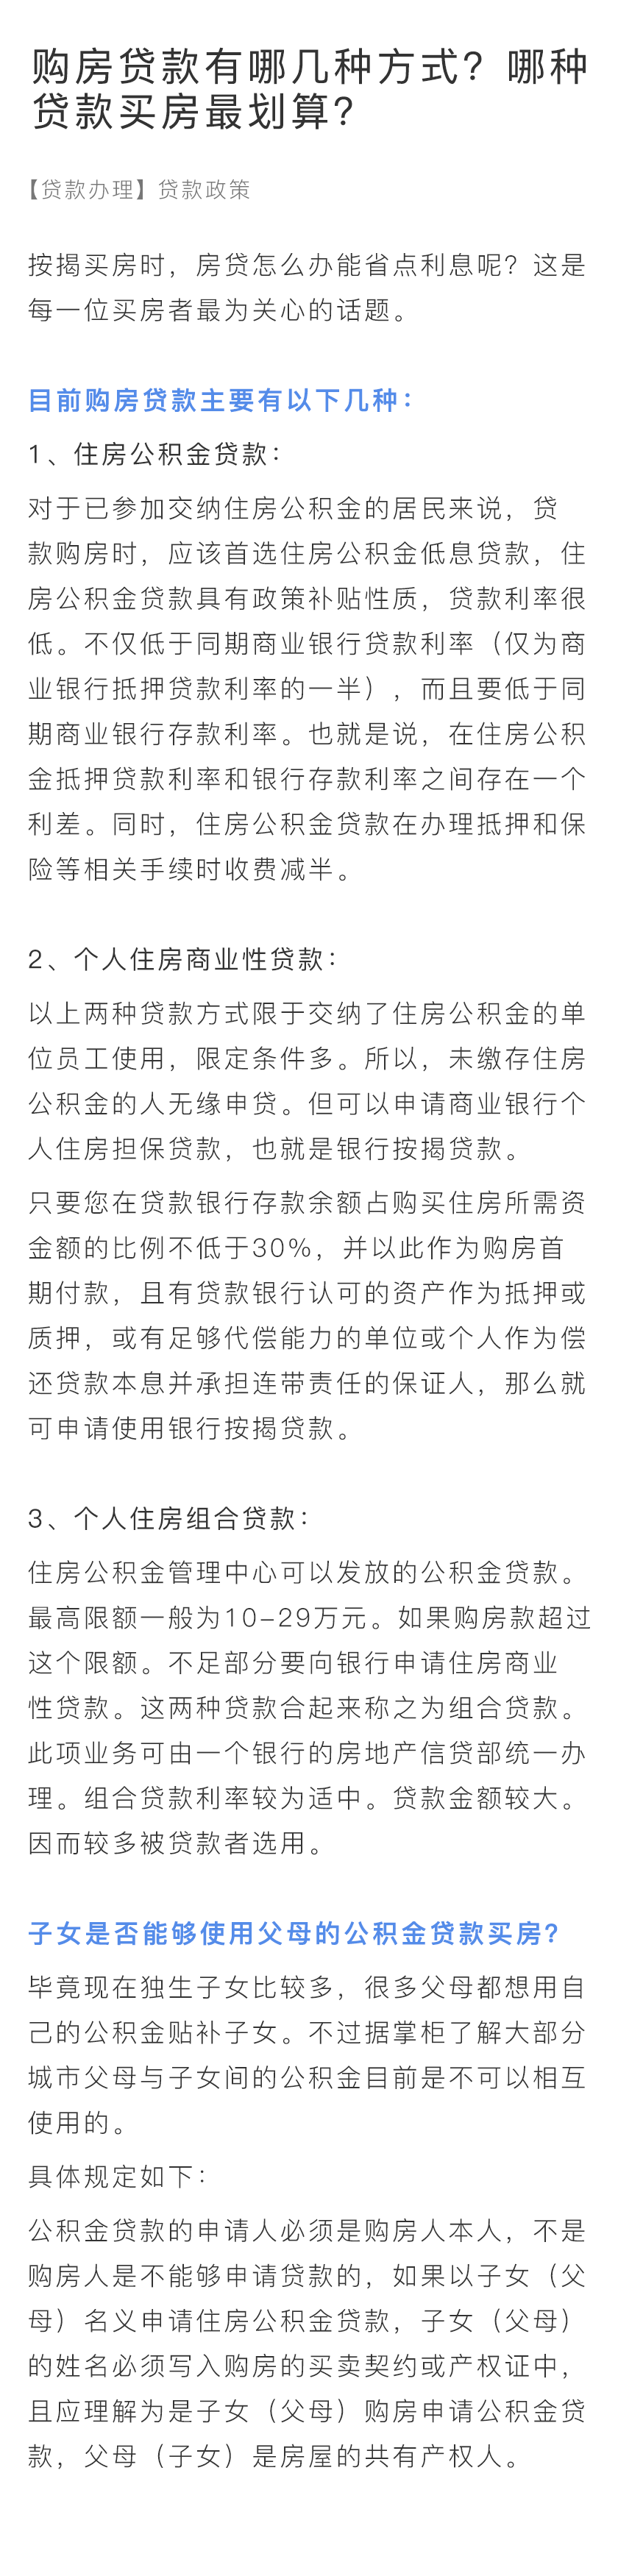 购房贷款有哪几种方式？哪种
贷款买房最划算？
【贷款办理】贷款政策
按揭买房时，房贷怎么办能省点利息呢？这是
每一位买房者最为关心的话题。
目前购房贷款主要有以下几种：
1、住房公积金贷款：
对于已参加交纳住房公积金的居民来说，贷
款购房时，应该首选住房公积金低息贷款，住
房公积金贷款具有政策补贴性质，贷款利率很
低。不仅低于同期商业银行贷款利率（仅为商
业银行抵押贷款利率的一半），而且要低于同
期商业银行存款利率。也就是说，在住房公积
金抵押贷款利率和银行存款利率之间存在一个
利差。同时，住房公积金贷款在办理抵押和保
险等相关手续时收费减半。
2、个人住房商业性贷款：
以上两种贷款方式限于交纳了住房公积金的单
位员工使用，限定条件多。所以，未缴存住房
公积金的人无缘申贷。但可以申请商业银行个
人住房担保贷款，也就是银行按揭贷款。
只要您在贷款银行存款余额占购买住房所需资
金额的比例不低于30%，并以此作为购房首
期付款，且有贷款银行认可的资产作为抵押或
质押，或有足够代偿能力的单位或个人作为偿
还贷款本息并承担连带责任的保证人，那么就
可申请使用银行按揭贷款。
3、个人住房组合贷款：
住房公积金管理中心可以发放的公积金贷款。
最高限额一般为10-29万元。如果购房款超过
这个限额。不足部分要向银行申请住房商业
性贷款。这两种贷款合起来称之为组合贷款。
此项业务可由一个银行的房地产信贷部统一办
理。组合贷款利率较为适中。贷款金额较大。
因而较多被贷款者选用。
子女是否能够使用父母的公积金贷款买房？
毕竟现在独生子女比较多，很多父母都想用自
己的公积金贴补子女。不过据掌柜了解大部分
城市父母与子女间的公积金目前是不可以相互
使用的。
具体规定如下：
公积金贷款的申请人必须是购房人本人，不是
购房人是不能够申请贷款的，如果以子女（父
母）名义申请住房公积金贷款，子女（父母）
的姓名必须写入购房的买卖契约或产权证中，
且应理解为是子女（父母）购房申请公积金贷
款，父母（子女）是房屋的共有产权人。